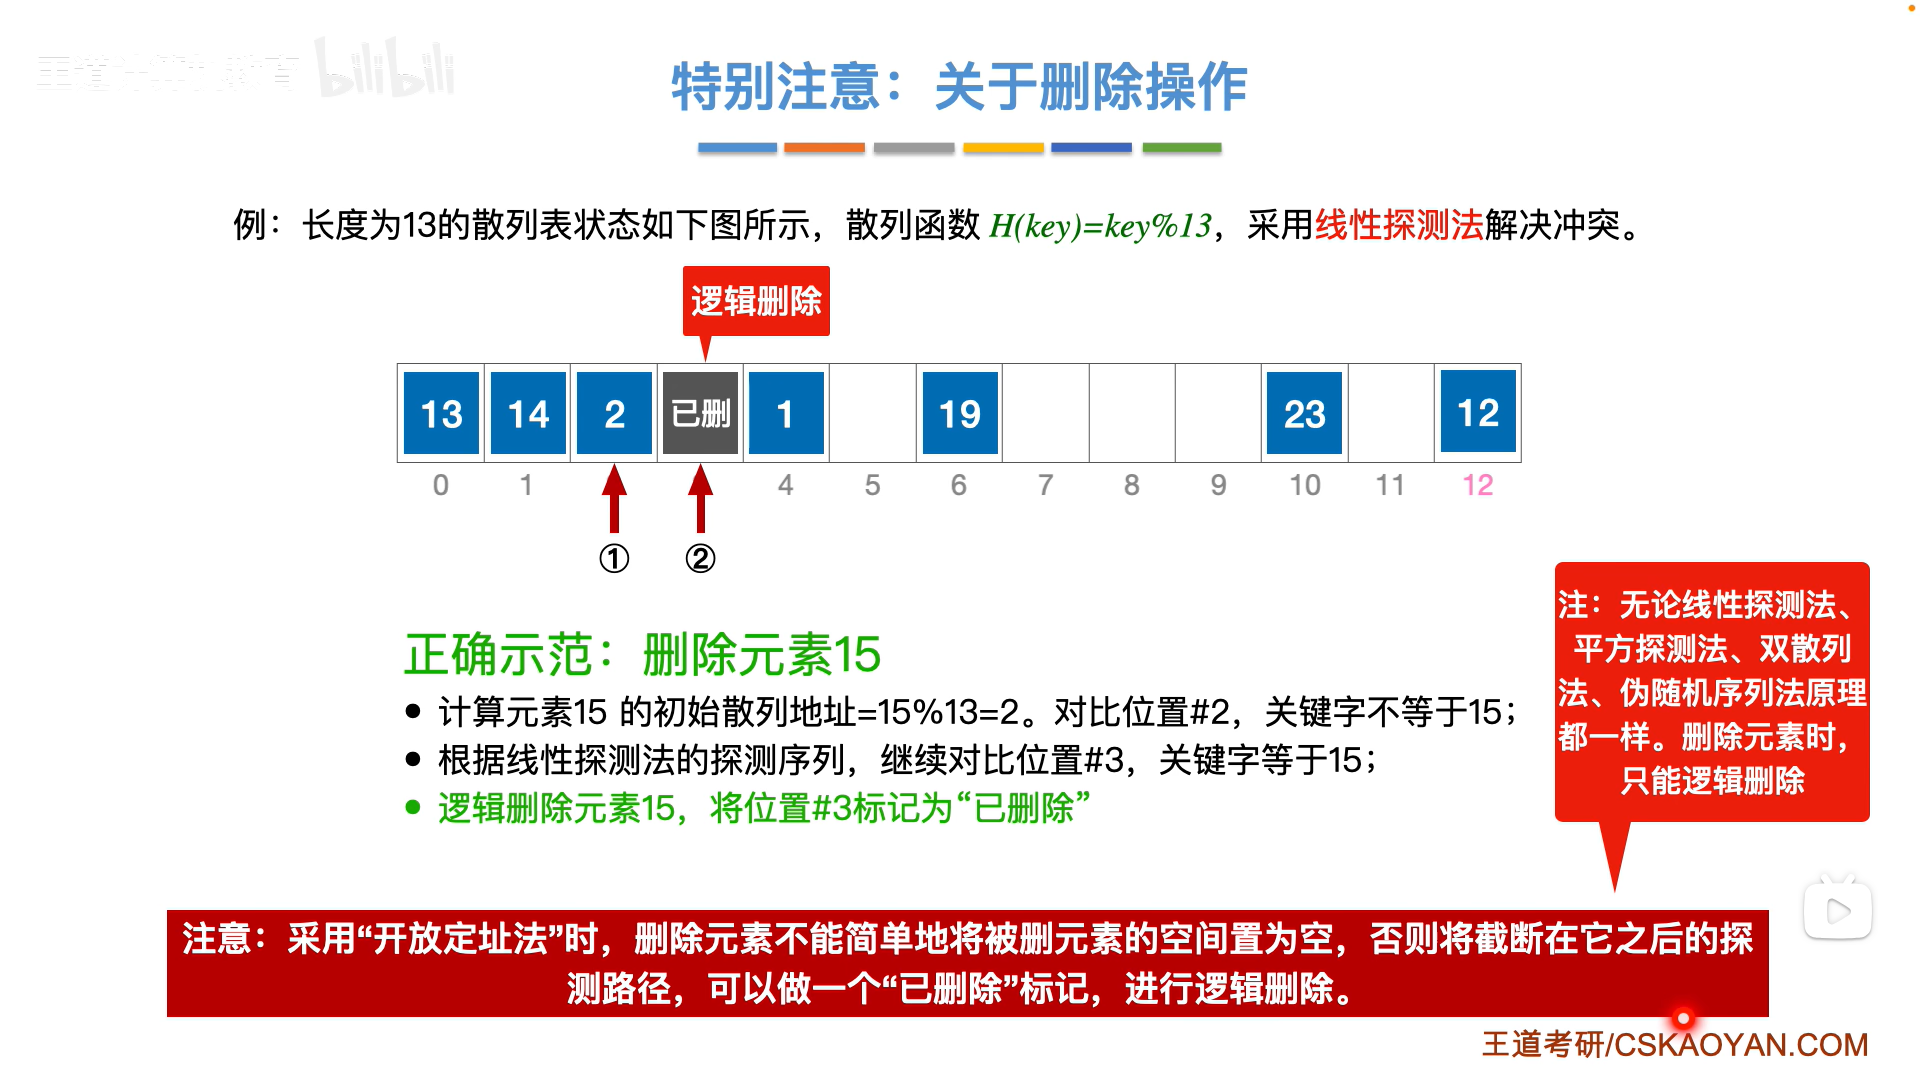 王道计算机教育 bilibili
特别注意：关于删除操作
例：长度为13的散列表状态如下图所示，散列函数 H(key)=key%13，采用线性探测法解决冲突。
逻辑删除
13 14 2 已删 1 19 23 12
0 1 4 5 6 7 8 9 10 11 12
① ②
正确示范：删除元素15
• 计算元素15 的初始散列地址=15%13=2。对比位置#2，关键字不等于15；
• 根据线性探测法的探测序列，继续对比位置#3，关键字等于15；
• 逻辑删除元素15，将位置#3标记为“已删除”
注：无论线性探测法、
平方探测法、双散列
法、伪随机序列法原理
都一样。删除元素时，
只能逻辑删除
注意：采用“开放定址法”时，删除元素不能简单地将被删元素的空间置为空，否则将截断在它之后的探
测路径，可以做一个“已删除”标记，进行逻辑删除。
王道考研/CSKAOYAN.COM